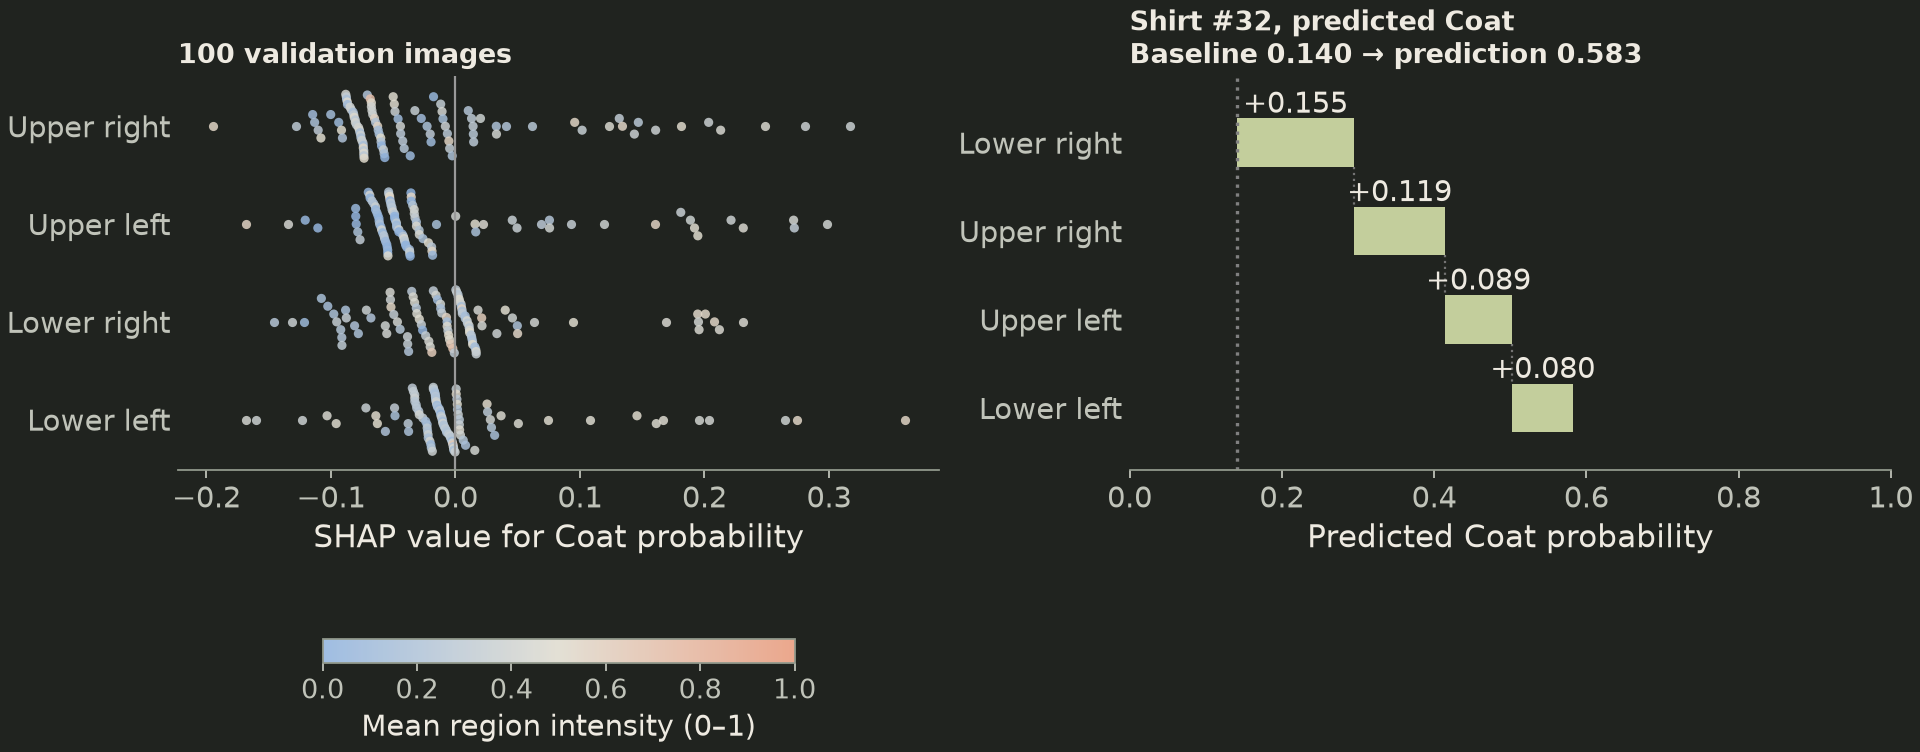 100 validation images
Upper right
Upper left
Lower right
Lower left
−0.2 −0.1 0.0 0.1 0.2 0.3
SHAP value for Coat probability
0.0 0.2 0.4 0.6 0.8 1.0
Mean region intensity (0–1)
Shirt #32, predicted Coat
Baseline 0.140 → prediction 0.583
+0.155
Lower right
+0.119
Upper right
+0.089
Upper left
+0.080
Lower left
0.0 0.2 0.4 0.6 0.8 1.0
Predicted Coat probability